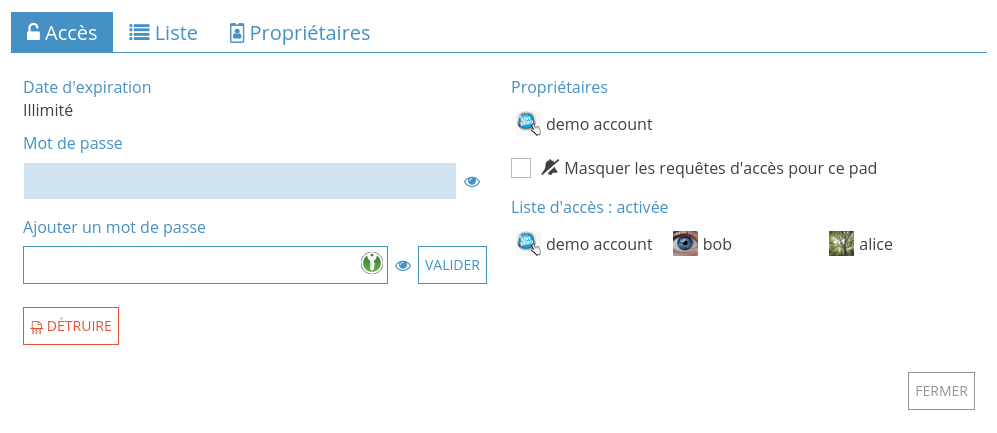 Accès Liste Propriétaires
Date d'expiration
Illimité
Mot de passe
Ajouter un mot de passe
VALIDER
DÉTRUIRE
Propriétaires
demo account
Masquer les requêtes d'accès pour ce pad
Liste d'accès : activée
demo account bob alice
FERMER